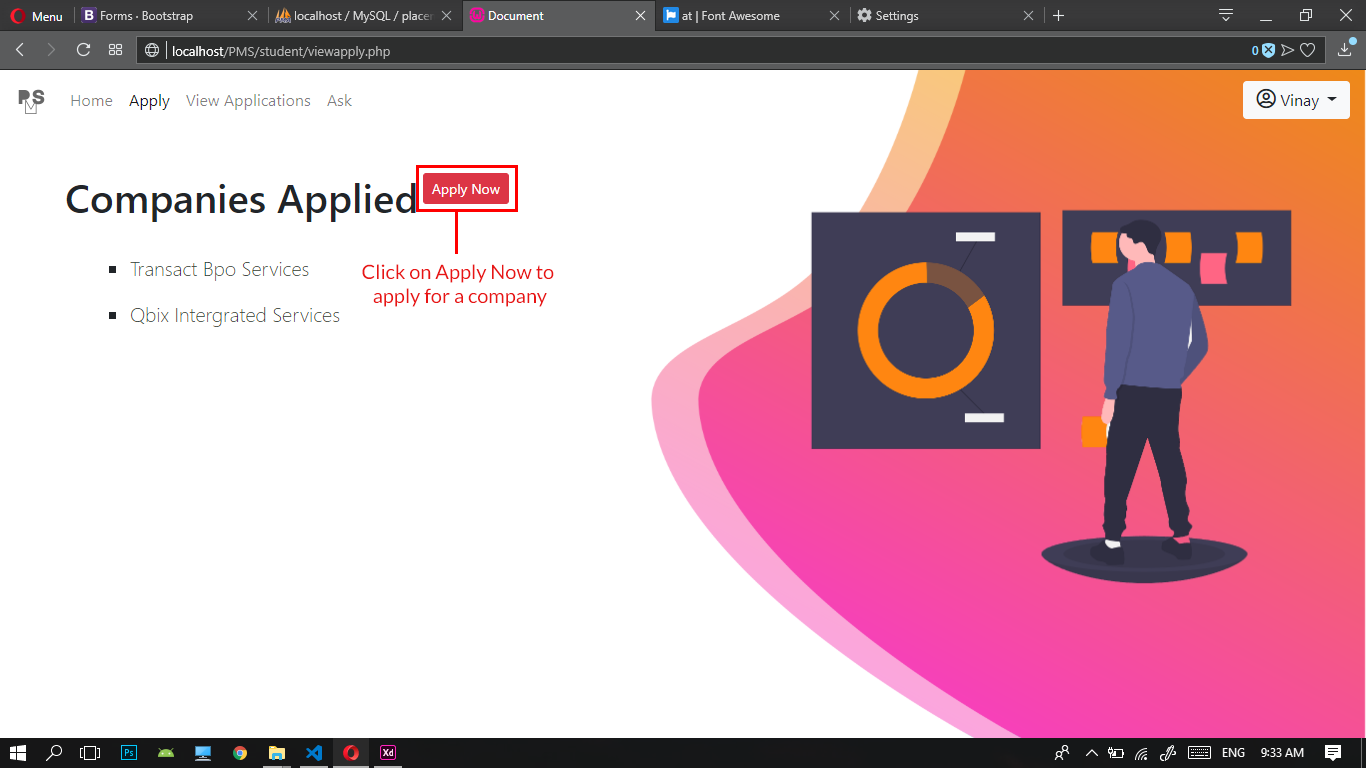 Menu
Forms · Bootstrap
localhost / MySQL / placer
Document
at | Font Awesome
Settings
localhost/PMS/student/viewapply.php
0
PMS
Home
Apply
View Applications
Ask
Vinay
Companies Applied
Apply Now
Transact Bpo Services
Qbix Intergrated Services
Click on Apply Now to
apply for a company
Ps
Xd
ENG
9:33 AM